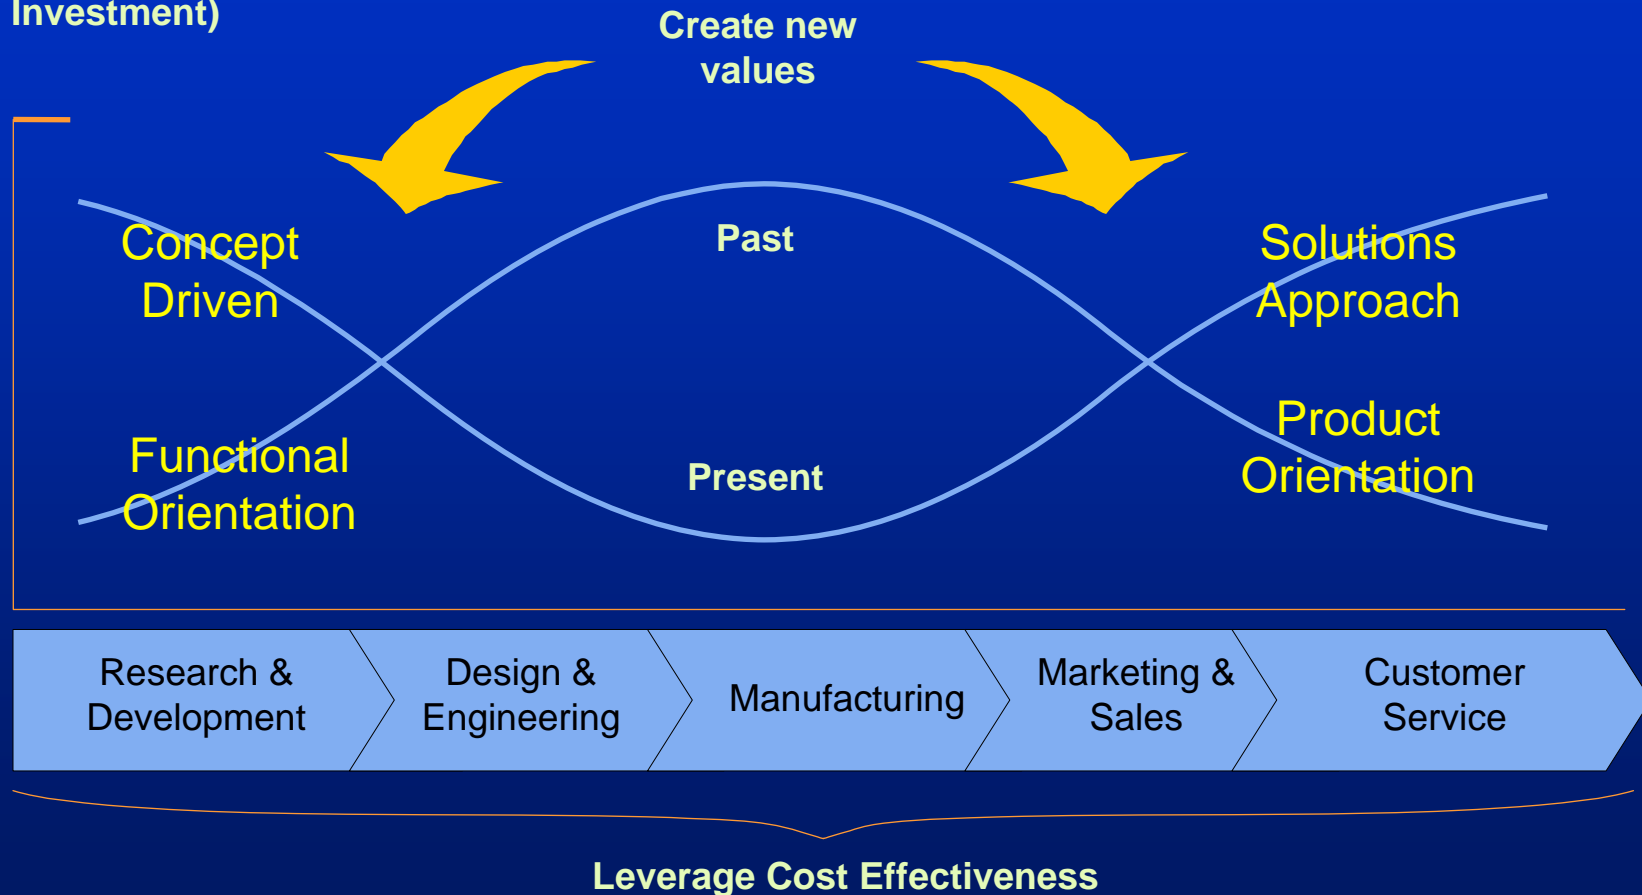 Investment)
Create new
values
Concept
Driven
Past
Solutions
Approach
Functional
Orientation
Present
Product
Orientation
Research &
Development
Design &
Engineering
Manufacturing
Marketing &
Sales
Customer
Service
Leverage Cost Effectiveness